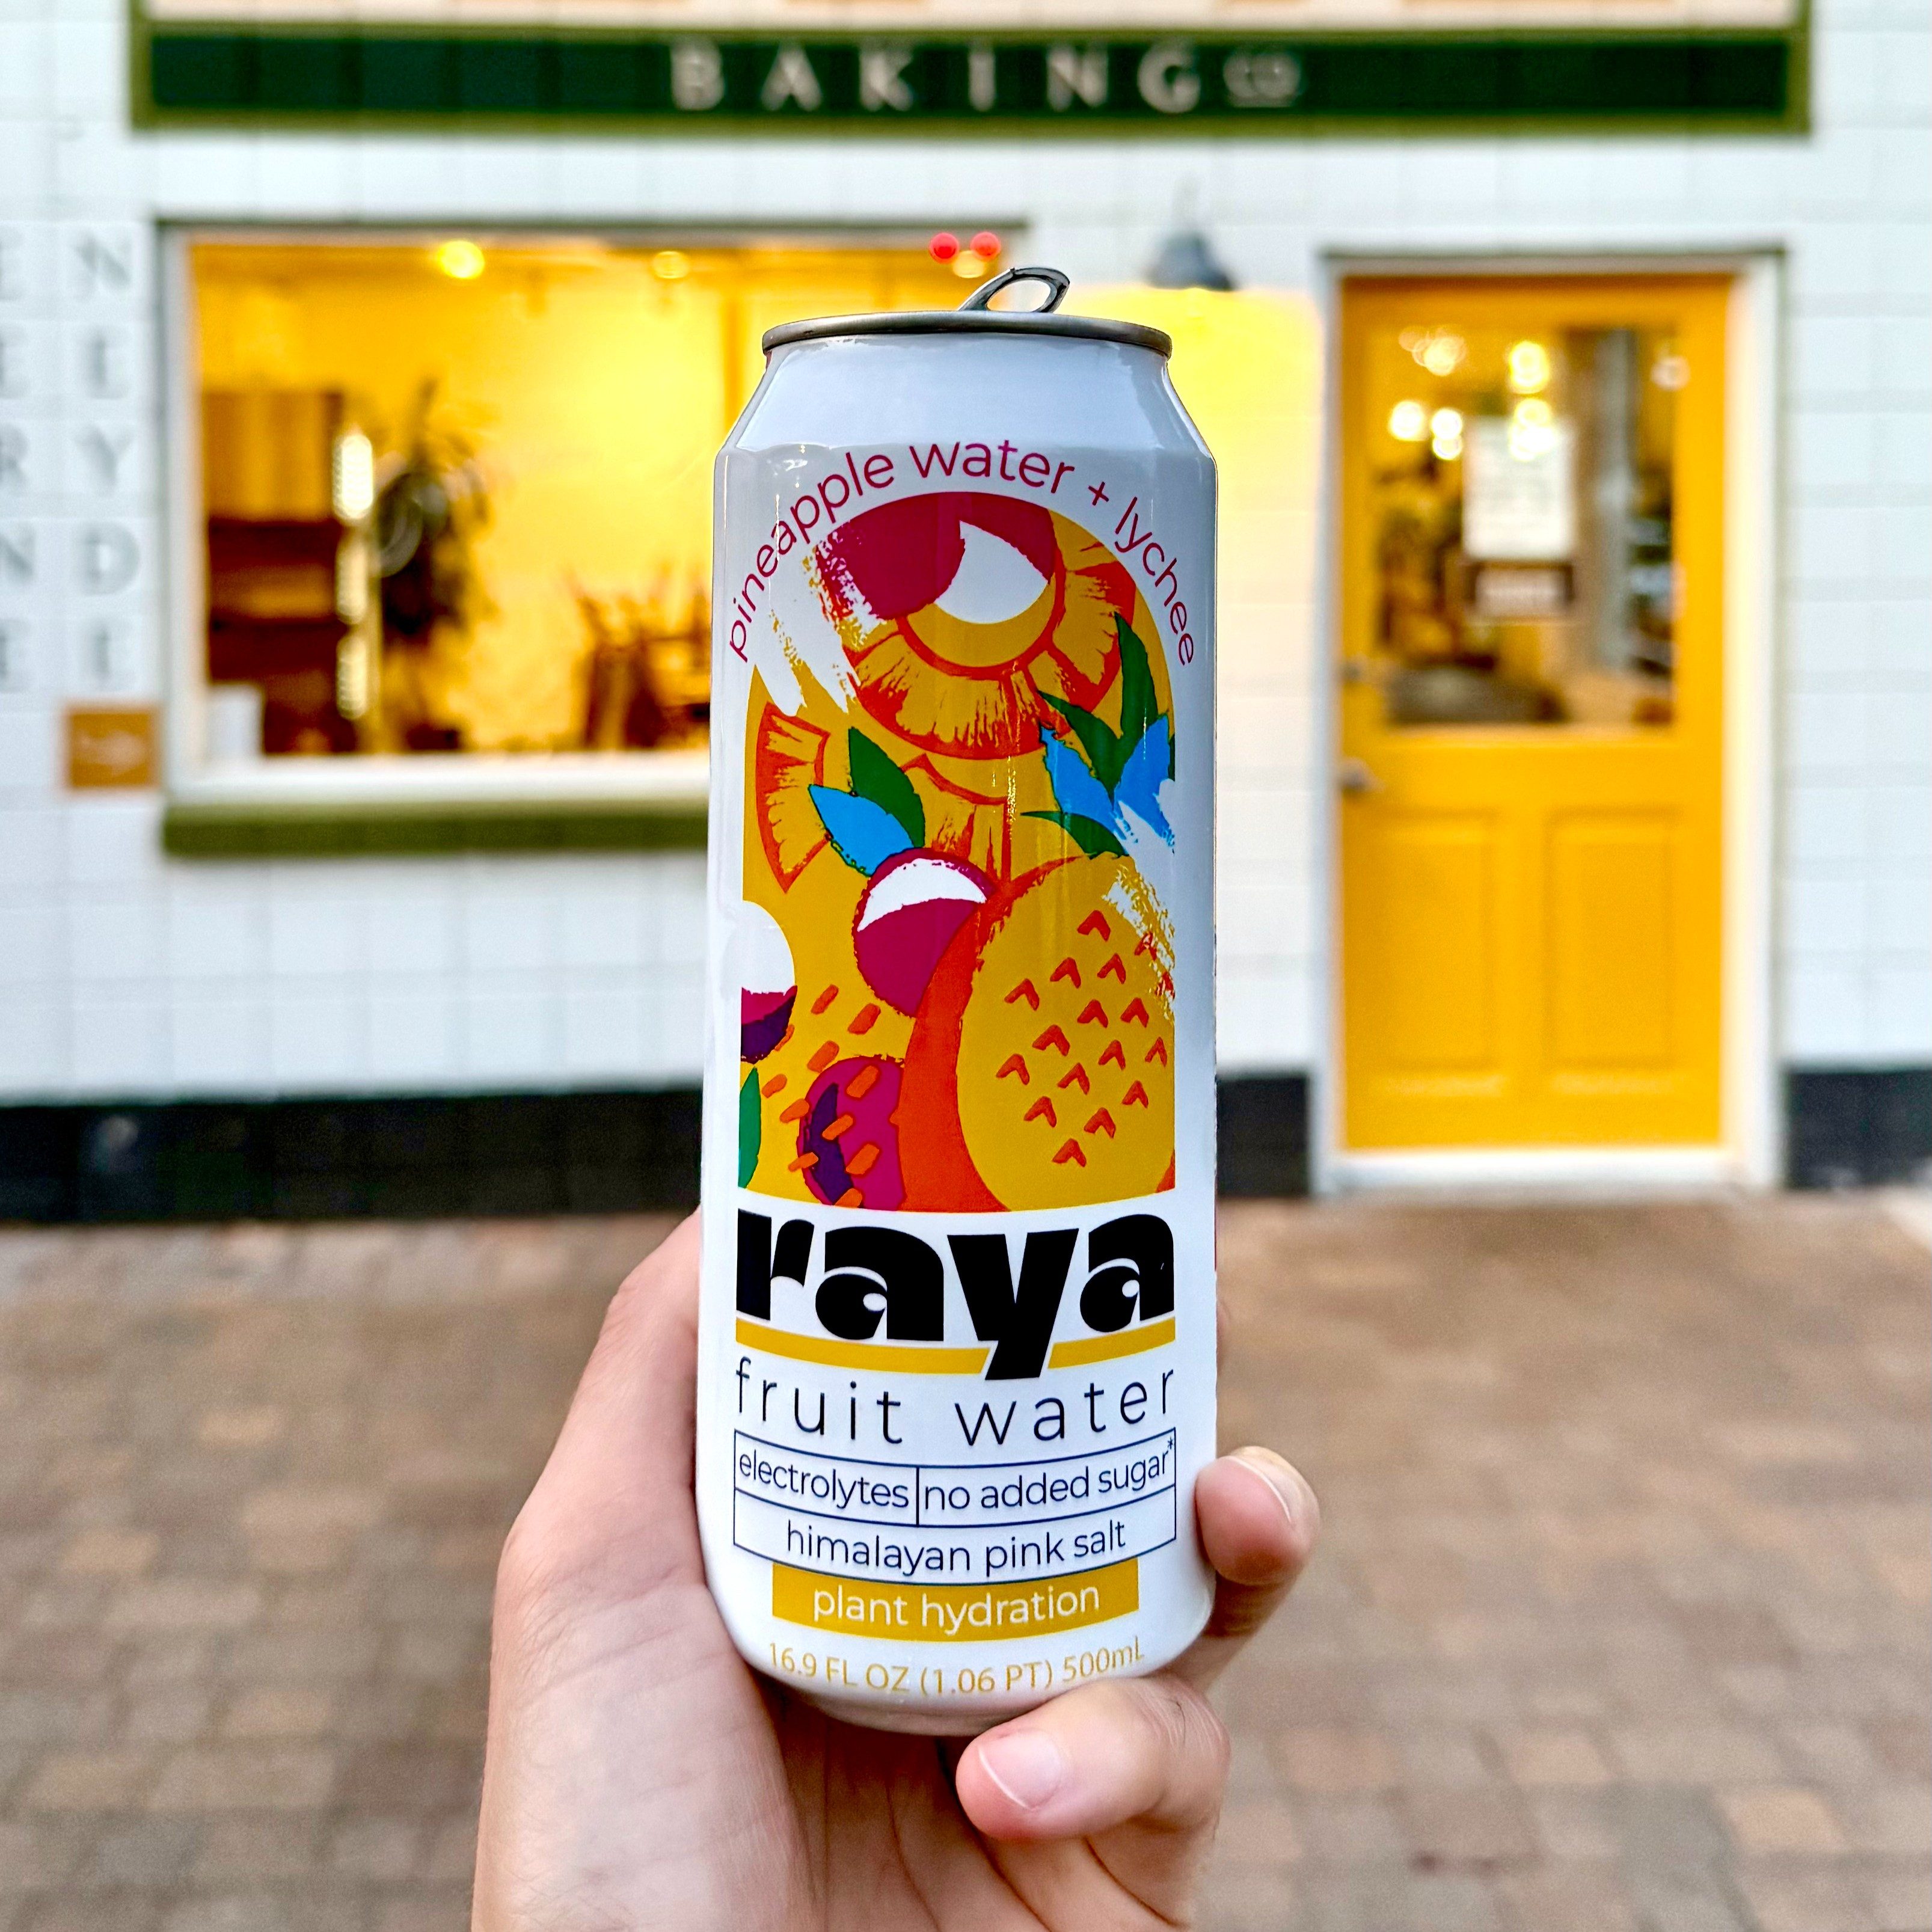 BAKING CO
pineapple water + lychee
raya
fruit water
electrolytes
no added sugar*
himalayan pink salt
plant hydration
16.9 FL OZ (1.06 PT) 500mL